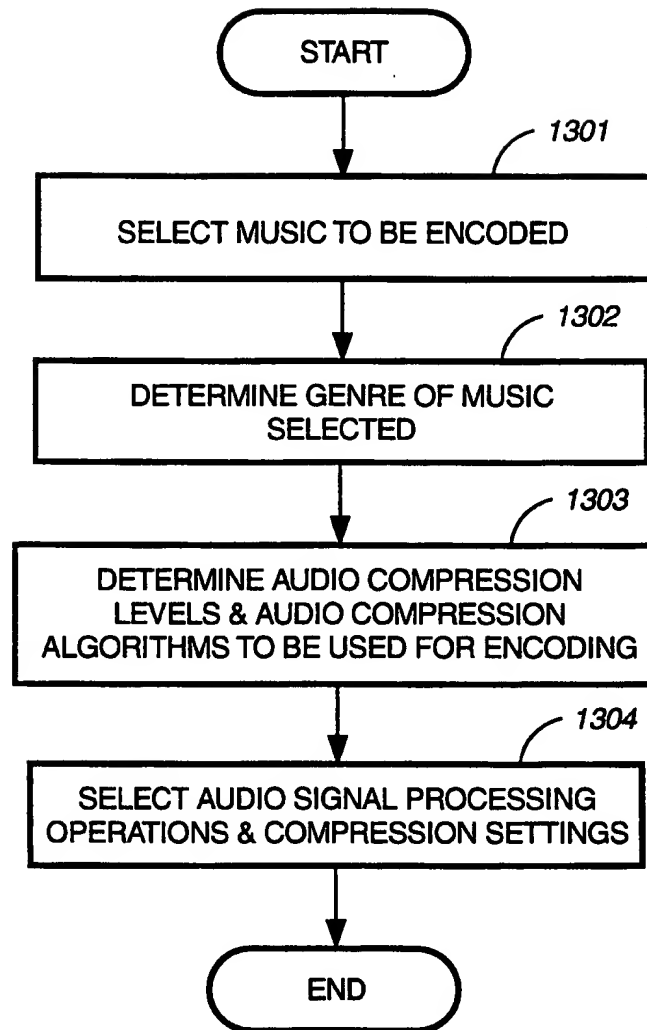 START
1301
SELECT MUSIC TO BE ENCODED
1302
DETERMINE GENRE OF MUSIC
SELECTED
1303
DETERMINE AUDIO COMPRESSION
LEVELS & AUDIO COMPRESSION
ALGORITHMS TO BE USED FOR ENCODING
1304
SELECT AUDIO SIGNAL PROCESSING
OPERATIONS & COMPRESSION SETTINGS
END